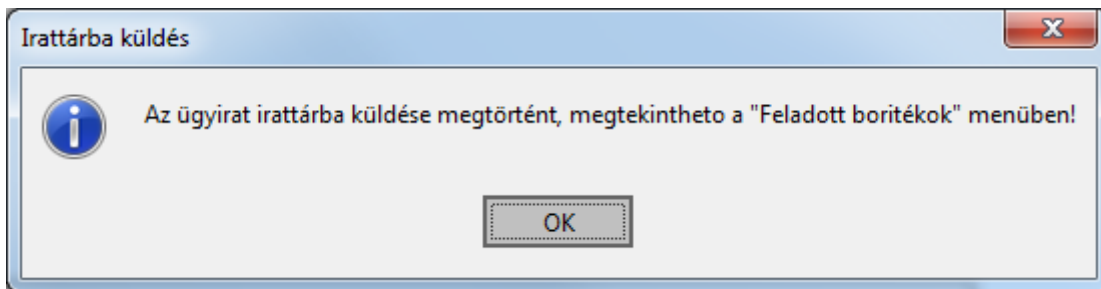 Irattárba küldés
Az ügyirat irattárba küldése megtörtént, megtekintheto a "Feladott boritékok" menüben!
OK